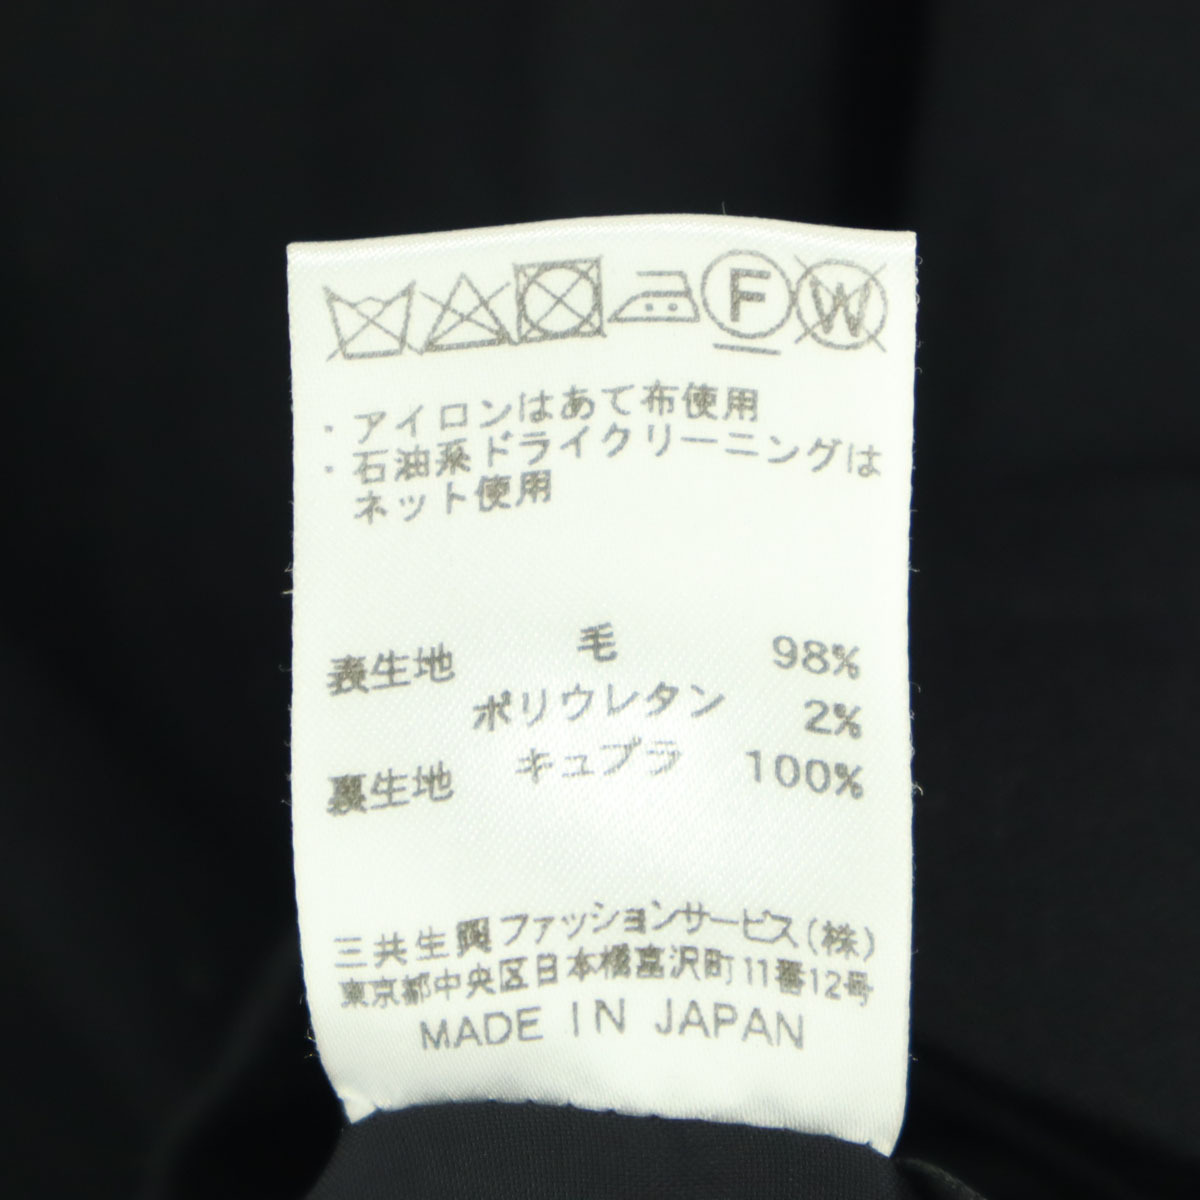 F W
・アイロンはあて布使用
・石油系ドライクリーニングは
ネット使用
表生地 毛 98%
ポリウレタン 2%
裏生地 キュプラ 100%
三共生興ファッションサービス(株)
東京都中央区日本橋富沢町11番12号
MADE IN JAPAN